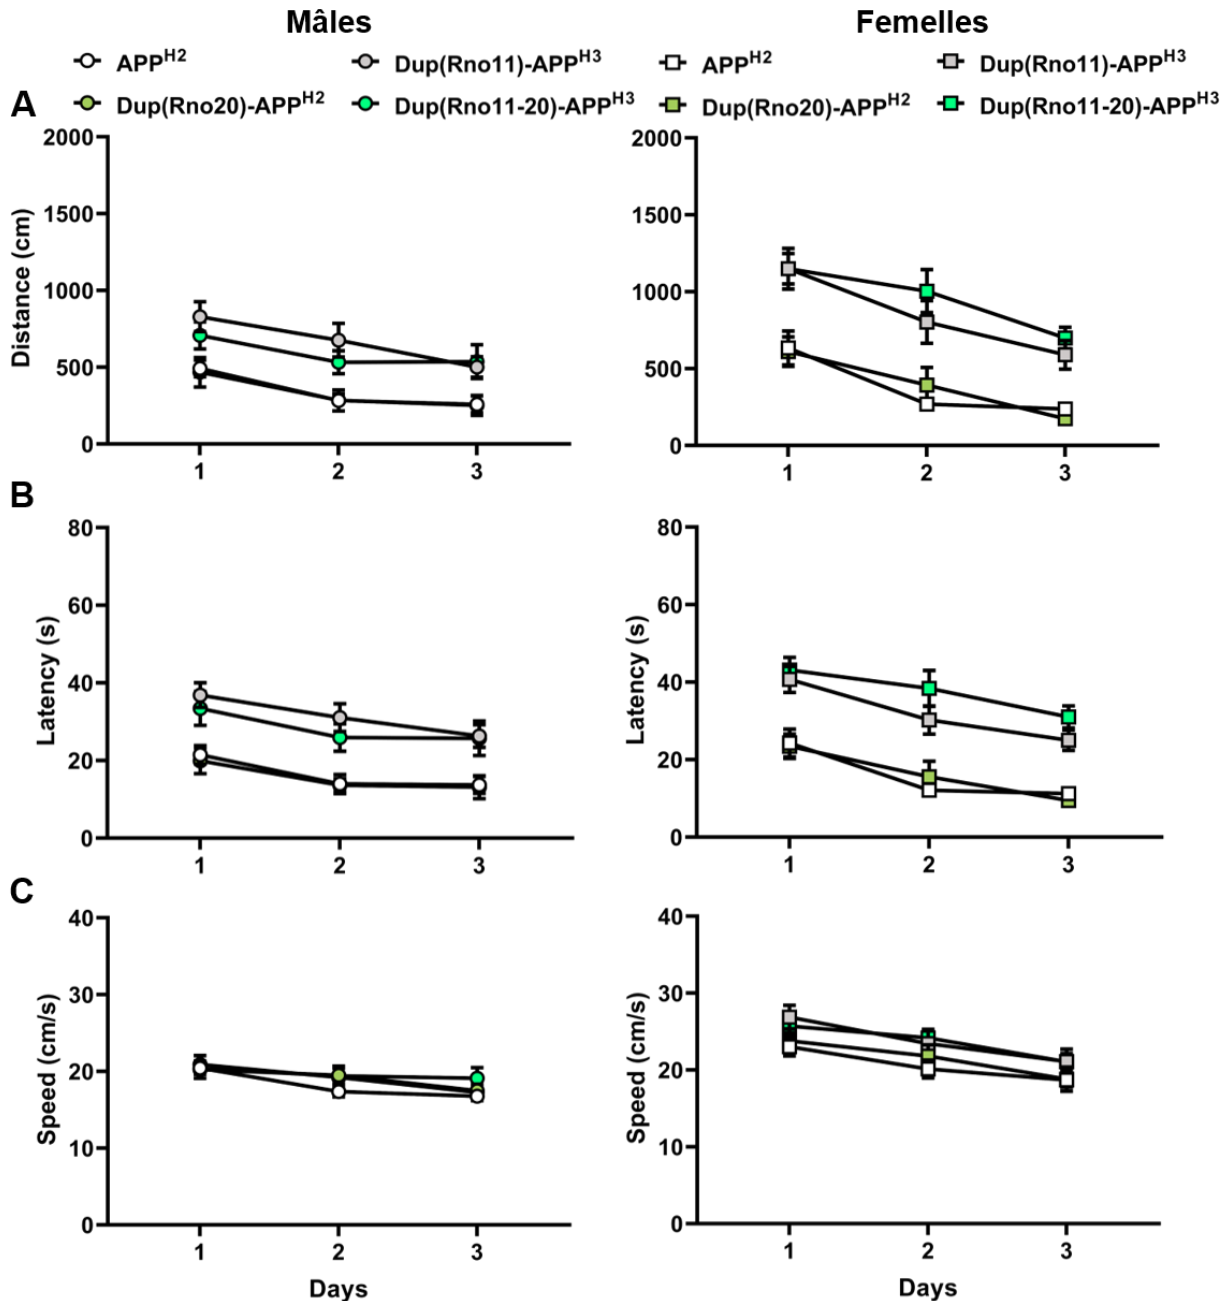 Mâles Femelles
APPH2 Dup(Rno11)-APPH3 APPH2 Dup(Rno11)-APPH3
A Dup(Rno20)-APPH2 Dup(Rno11-20)-APPH3 Dup(Rno20)-APPH2 Dup(Rno11-20)-APPH3
Distance (cm)
2000
1500
1000
500
0
1 2 3
2000
1500
1000
500
0
1 2 3
B
Latency (s)
80
60
40
20
0
1 2 3
Latency (s)
80
60
40
20
0
1 2 3
C
Speed (cm/s)
40
30
20
10
0
1 2 3
Days
Speed (cm/s)
40
30
20
10
0
1 2 3
Days